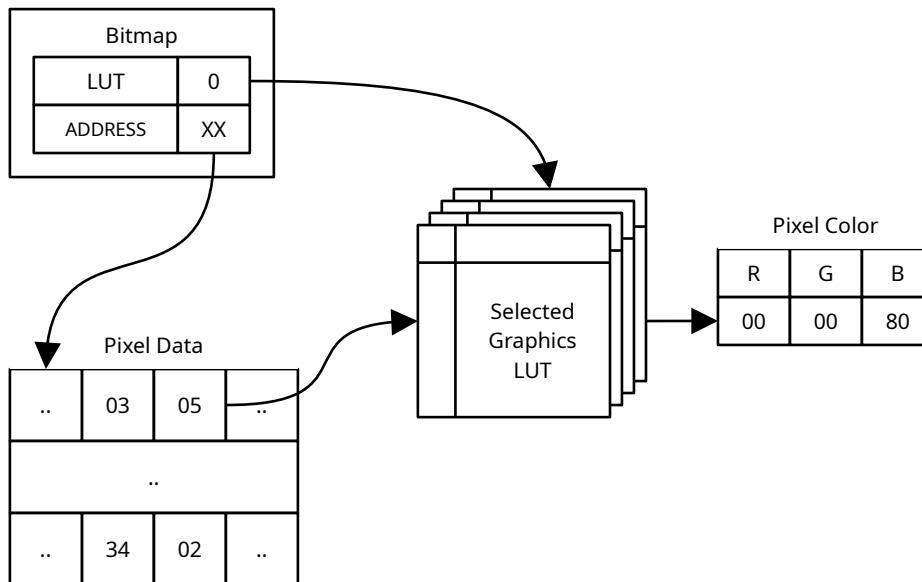 Bitmap
LUT 0
ADDRESS XX
Pixel Color
R G B
00 00 80
Selected
Graphics
LUT
Pixel Data
.. 03 05 ..
..
.. 34 02 ..